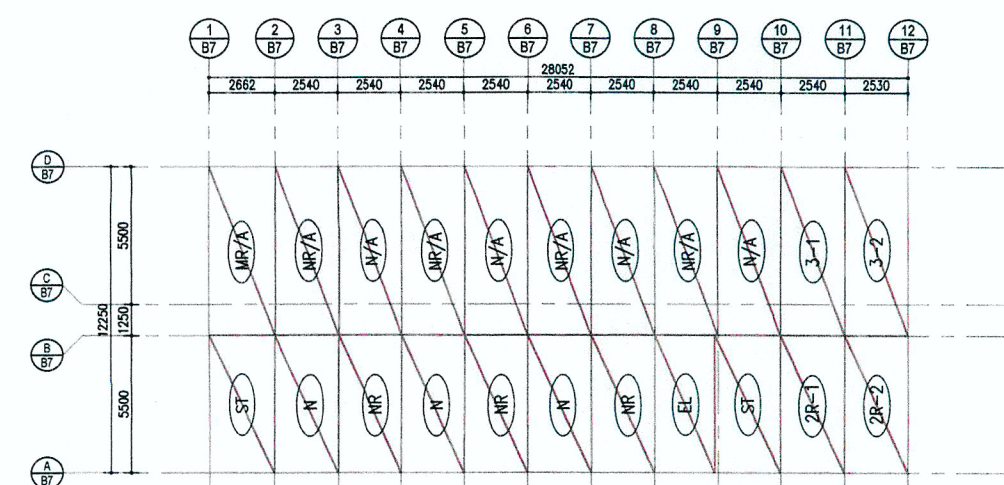 1 2 3 4 5 6 7 8 9 10 11 12
B7 B7 B7 B7 B7 B7 B7 B7 B7 B7 B7 B7
28052
2662 2540 2540 2540 2540 2540 2540 2540 2540 2540 2530
D
B7
5500
MR/A NR/A N/A NR/A N/A NR/A N/A NR/A N/A 3-1 3-2
C
B7
12250
1250
B
B7
5500
ST N NR N NR N NR EL ST 2R-1 2R-2
A
B7